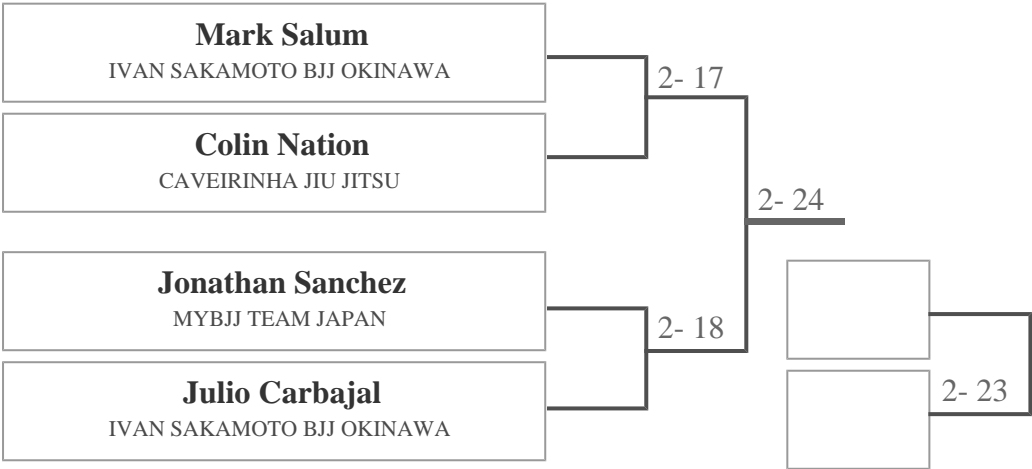 Mark Salum
IVAN SAKAMOTO BJJ OKINAWA
2- 17
Colin Nation
CAVEIRINHA JIU JITSU
2- 24
Jonathan Sanchez
MYBJJ TEAM JAPAN
2- 18
Julio Carbajal
IVAN SAKAMOTO BJJ OKINAWA
2- 23